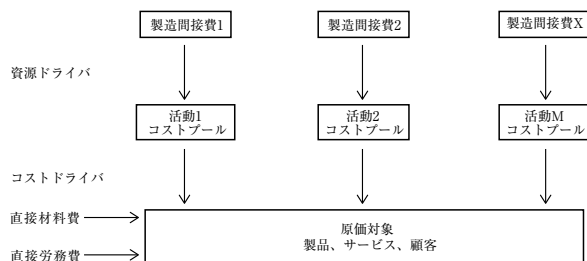 製造間接費1
製造間接費2
製造間接費X
資源ドライバ
活動1
コストプール
活動2
コストプール
活動M
コストプール
コストドライバ
直接材料費
原価対象
製品、サービス、顧客
直接労務費